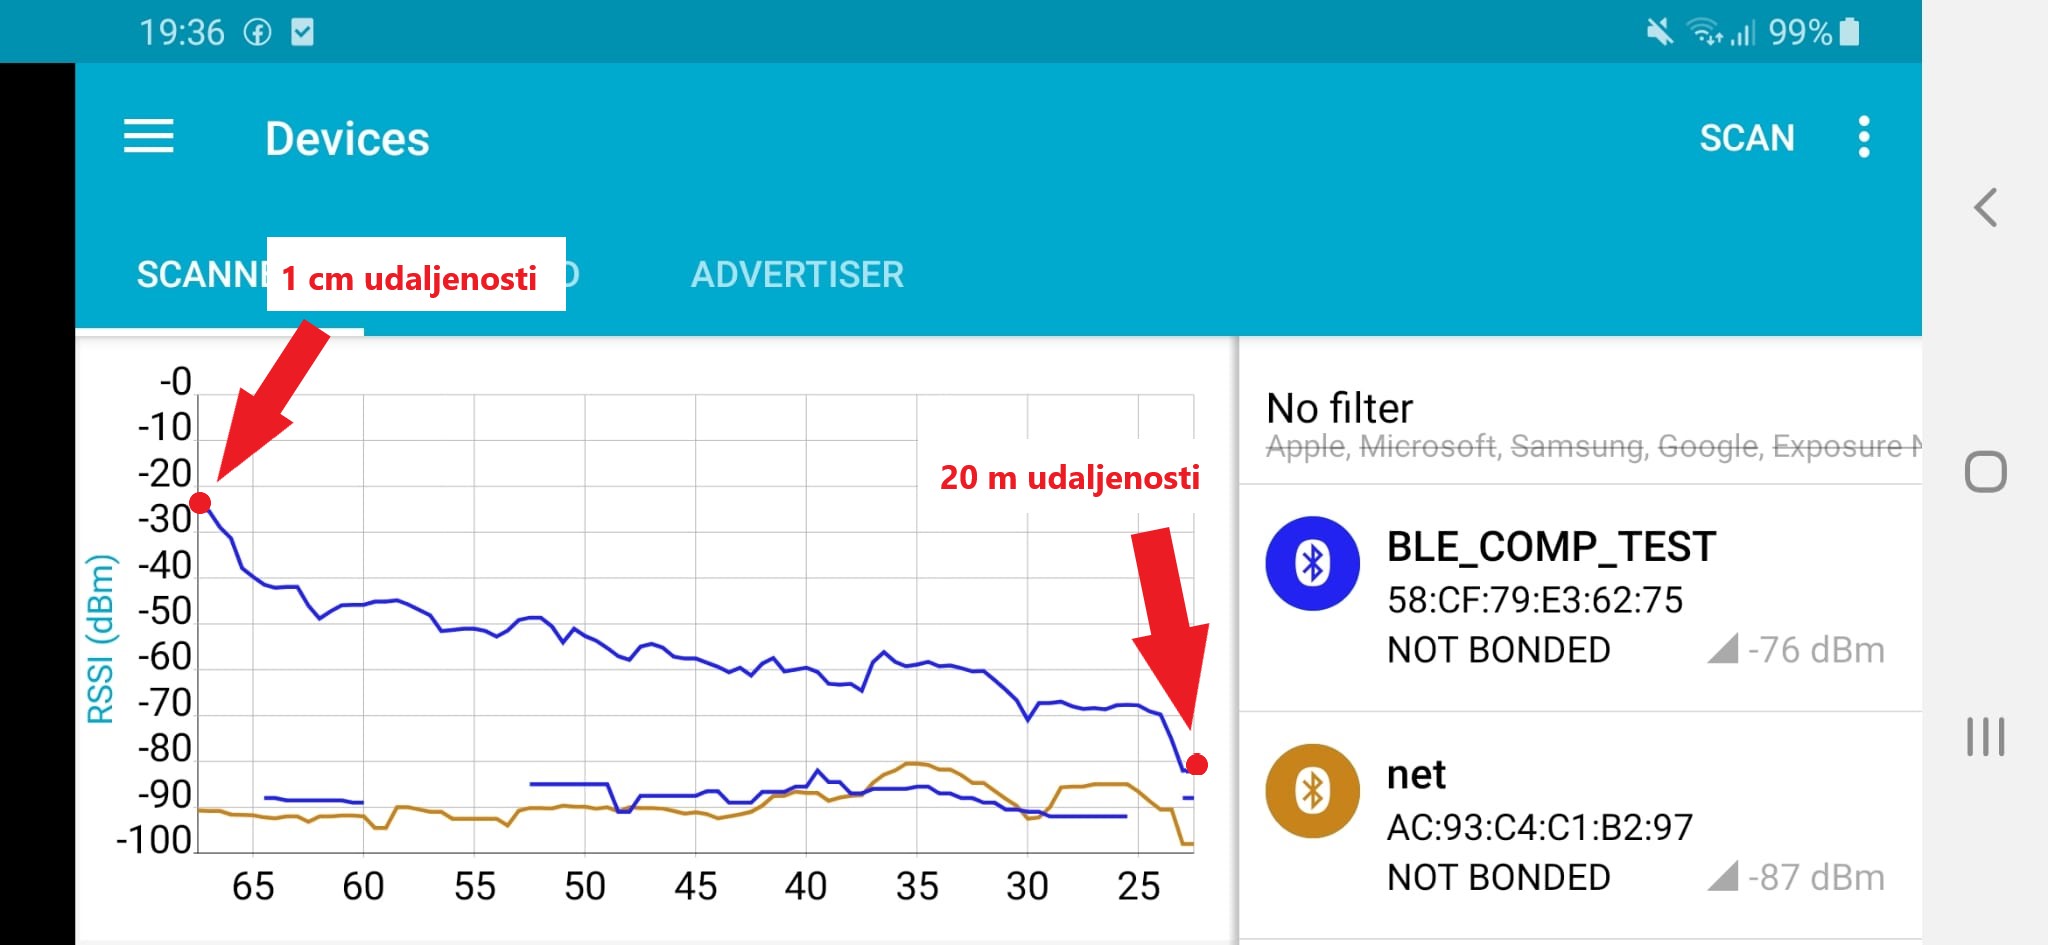 19:36
99%
Devices
SCAN
SCANNE
D
ADVERTISER
1 cm udaljenosti
20 m udaljenosti
RSSI (dBm)
-0
-10
-20
-30
-40
-50
-60
-70
-80
-90
-100
65 60 55 50 45 40 35 30 25
No filter
Apple, Microsoft, Samsung, Google, Exposure N
BLE_COMP_TEST
58:CF:79:E3:62:75
NOT BONDED -76 dBm
net
AC:93:C4:C1:B2:97
NOT BONDED -87 dBm